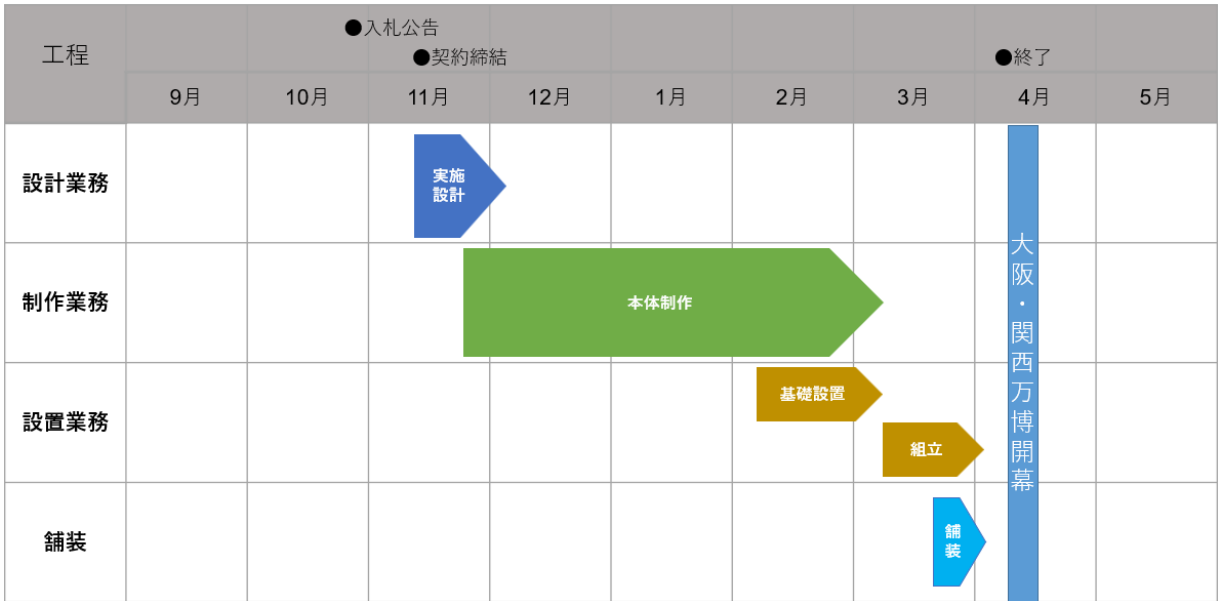 工程
●入札公告
●契約締結
●終了
9月
10月
11月
12月
1月
2月
3月
4月
5月
設計業務
実施
設計
制作業務
本体制作
設置業務
基礎設置
組立
舗装
舗
装
大阪・関西万博開幕